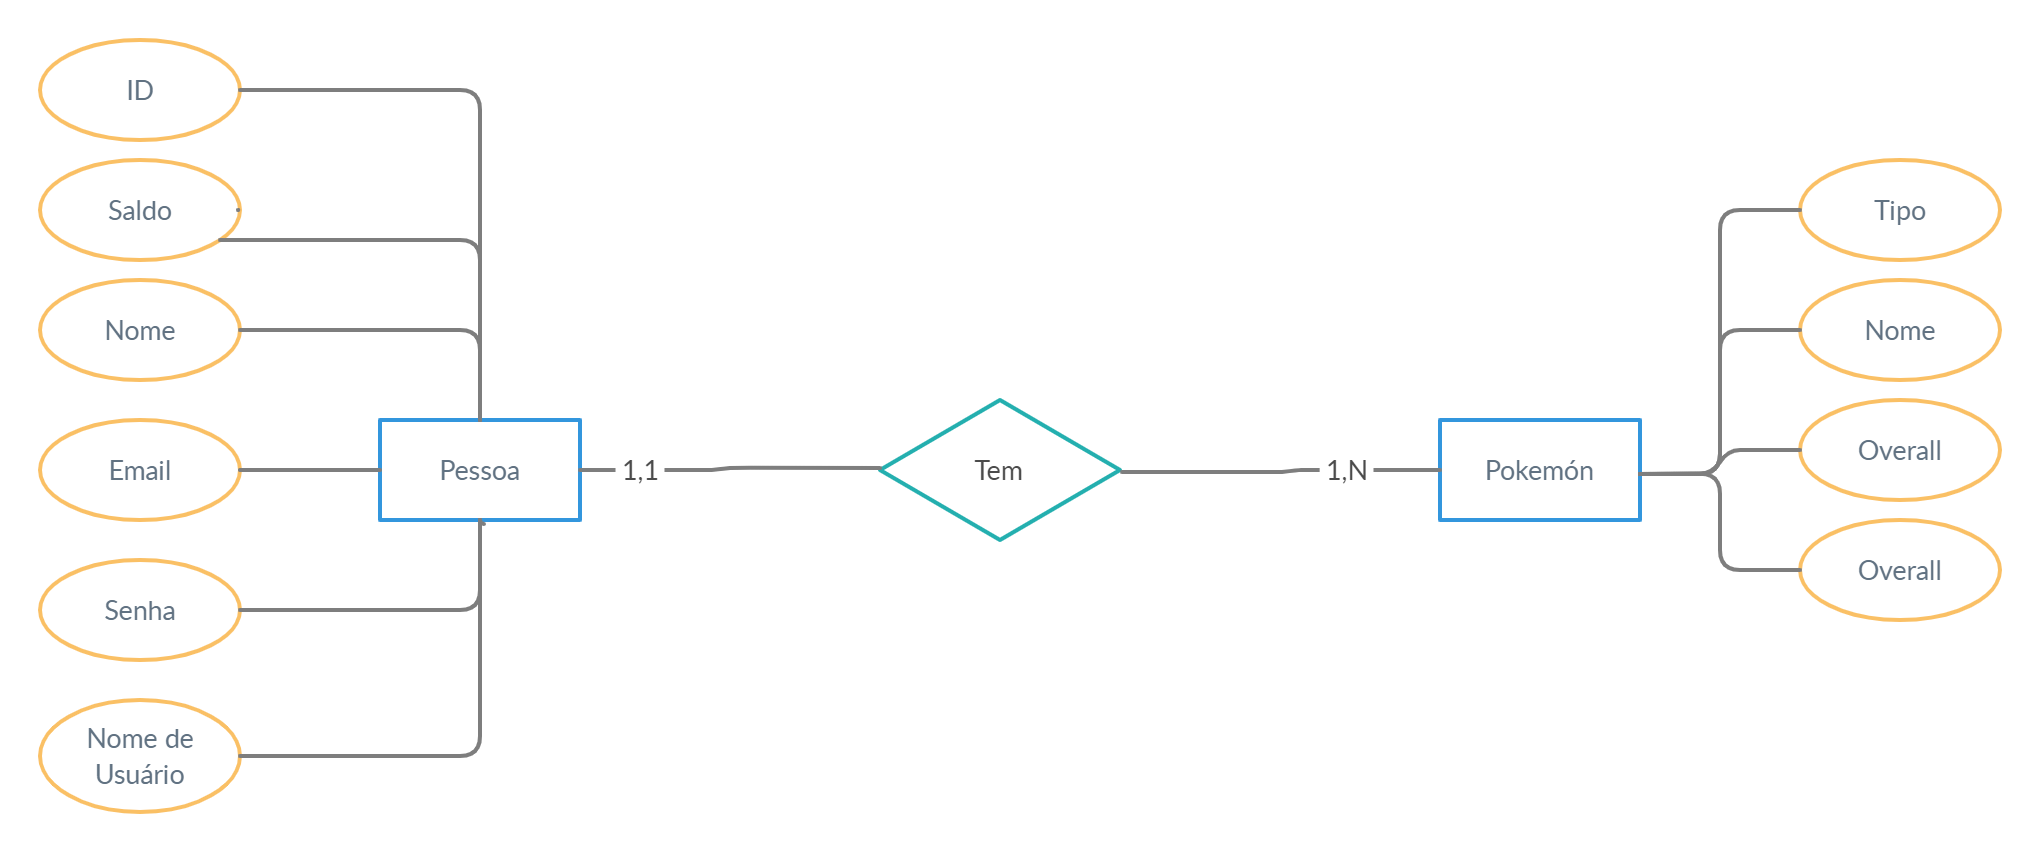 ID
Saldo
Nome
Email
Senha
Nome de
Usuário
Pessoa
1,1
Tem
1,N
Pokemón
Tipo
Nome
Overall
Overall